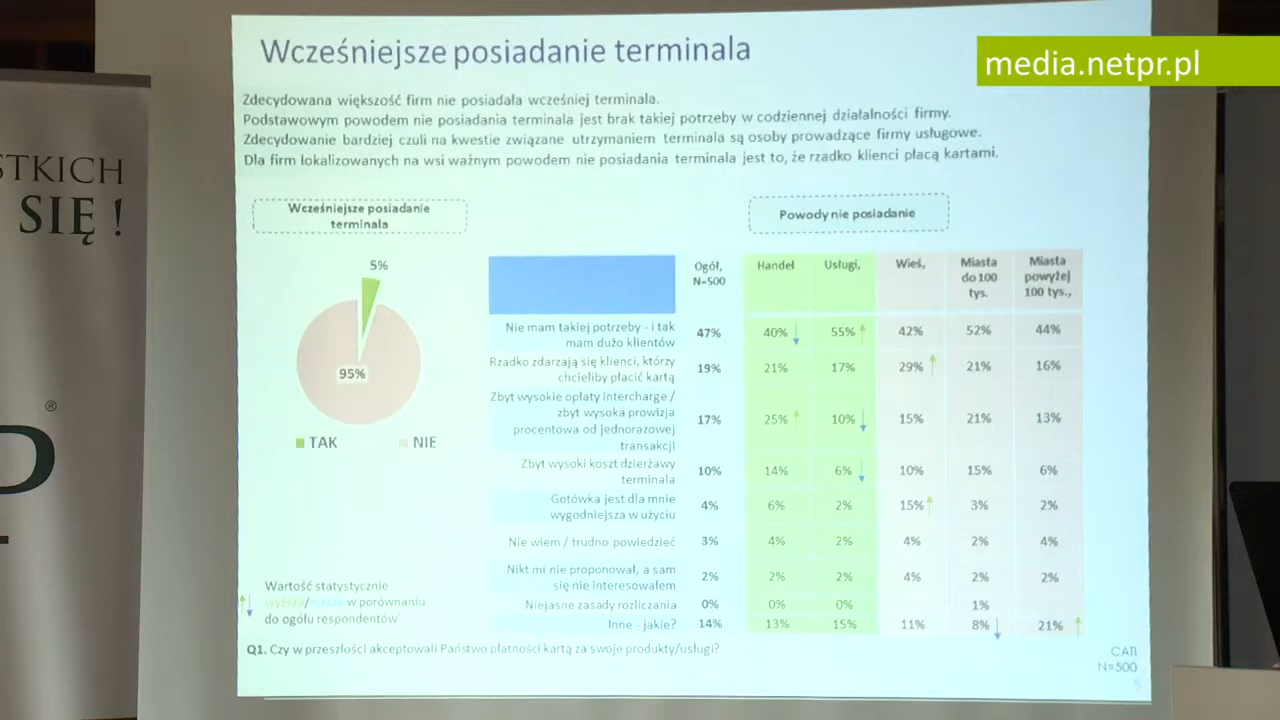 Wcześniejsze posiadanie terminala
media.netpr.pl
Zdecydowana większość firm nie posiadała wcześniej terminala.
Podstawowym powodem nie posiadania terminala jest brak takiej potrzeby w codziennej działalności firmy.
Zdecydowanie bardziej czuli na kwestie związane utrzymaniem terminala są osoby prowadzące firmy usługowe.
Dla firm lokalizowanych na wsi ważnym powodem nie posiadania terminala jest to, że rzadko klienci płacą kartami.
STKICH
SIĘ !
®
Wcześniejsze posiadanie
terminala
Powody nie posiadanie
5%
95%
TAK NIE
Ogół,
N=500
Handel
Usługi,
Wieś,
Miasta
do 100
tys.
Miasta
powyżej
100 tys.,
Nie mam takiej potrzeby - i tak
mam dużo klientów
47% 40% 55% 42% 52% 44%
Rzadko zdarzają się klienci, którzy
chcieliby płacić kartą
19% 21% 17% 29% 21% 16%
Zbyt wysokie opłaty intercharge /
zbyt wysoka prowizja
procentowa od jednorazowej
transakcji
17% 25% 10% 15% 21% 13%
Zbyt wysoki koszt dzierżawy
terminala
10% 14% 6% 10% 15% 6%
Gotówka jest dla mnie
wygodniejsza w użyciu
4% 6% 2% 15% 3% 2%
Nie wiem / trudno powiedzieć 3% 4% 2% 4% 2% 4%
Nikt mi nie proponował, a sam
się nie interesowałem
2% 2% 2% 4% 2% 2%
Niejasne zasady rozliczania 0% 0% 0% 1%
Inne - jakie? 14% 13% 15% 11% 8% 21%
Wartość statystycznie
wyższa/niższa w porównaniu
do ogółu respondentów
Q1. Czy w przeszłości akceptowali Państwo płatności kartą za swoje produkty/usługi?
CATI
N=500
5